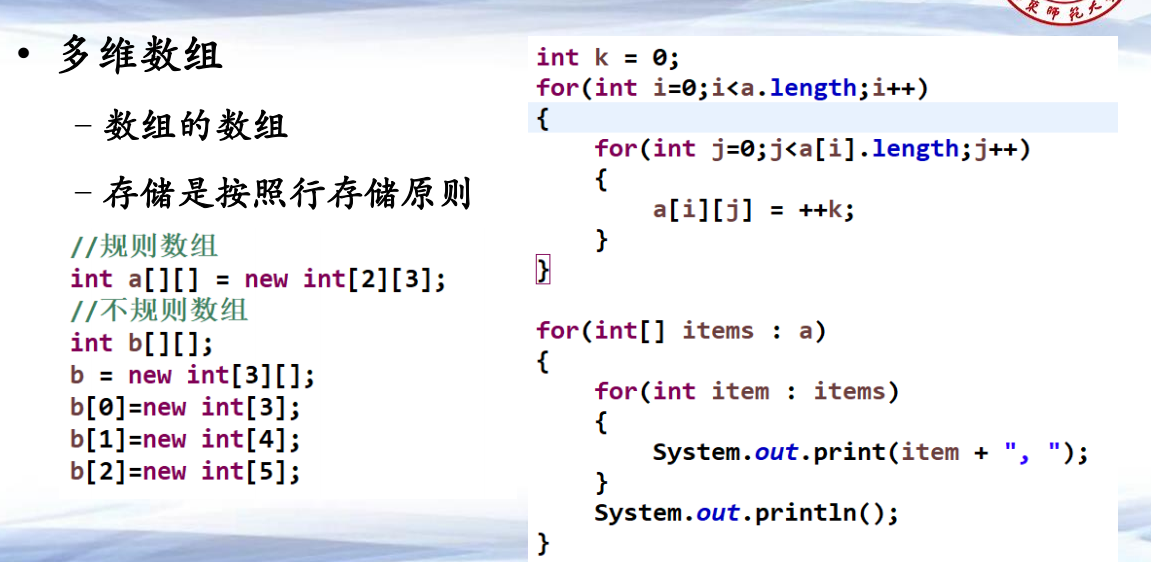 • 多维数组
– 数组的数组
– 存储是按照行存储原则
//规则数组
int a[][] = new int[2][3];
//不规则数组
int b[][];
b = new int[3][];
b[0]=new int[3];
b[1]=new int[4];
b[2]=new int[5];
int k = 0;
for(int i=0;i<a.length;i++)
{
    for(int j=0;j<a[i].length;j++)
    {
        a[i][j] = ++k;
    }
}
for(int[] items : a)
{
    for(int item : items)
    {
        System.out.print(item + ", ");
    }
    System.out.println();
}
師範大